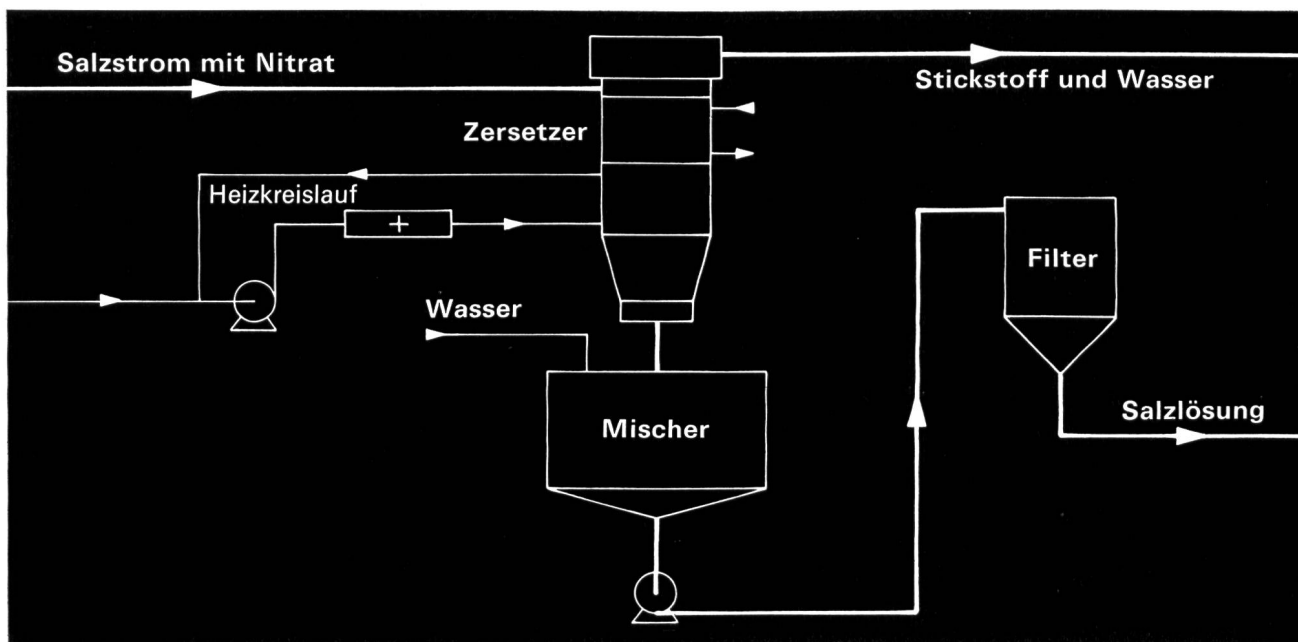 Salzstrom mit Nitrat
Stickstoff und Wasser
Zersetzer
Heizkreislauf
+
Filter
Wasser
Salzlösung
Mischer